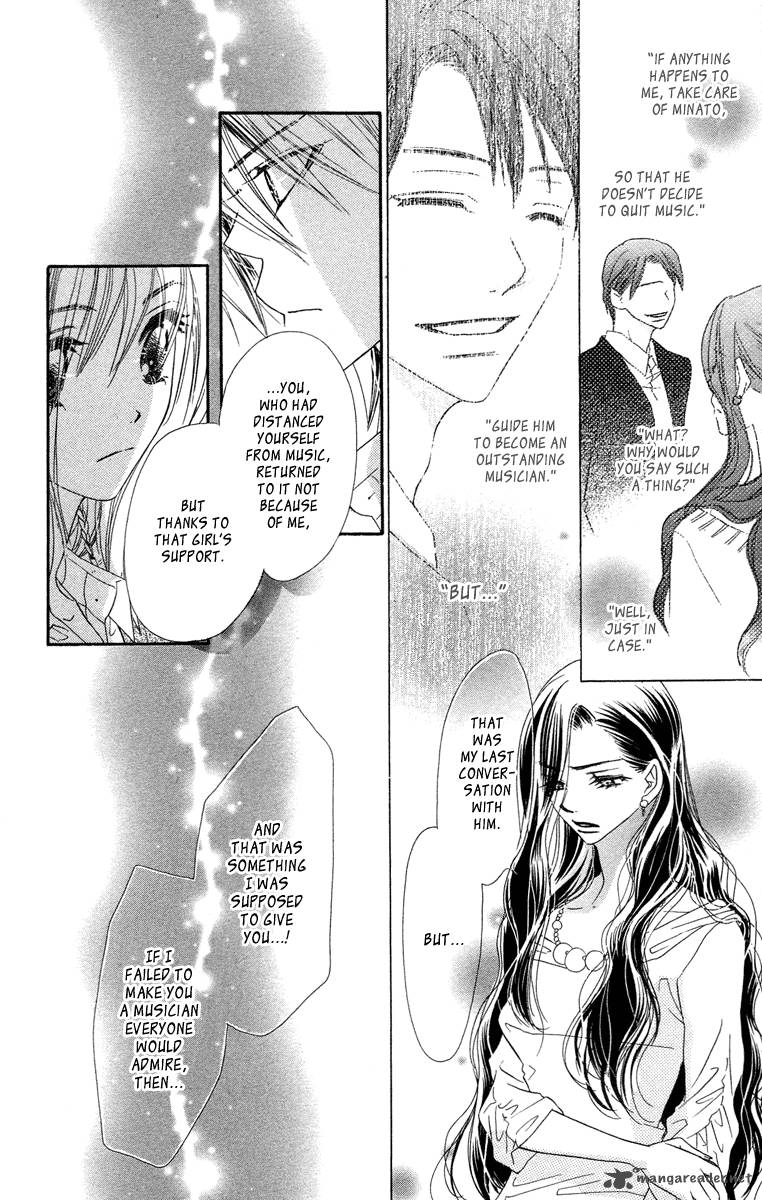 "IF ANYTHING
HAPPENS TO
ME, TAKE CARE
OF MINATO,
SO THAT HE
DOESN'T DECIDE
TO QUIT MUSIC."
"WHAT?
WHY WOULD
YOU SAY SUCH
A THING?"
"WELL,
JUST IN
CASE."
"GUIDE HIM
TO BECOME AN
OUTSTANDING
MUSICIAN."
"BUT..."
THAT
WAS
MY LAST
CONVER-
SATION
WITH
HIM.
BUT...
...YOU,
WHO HAD
DISTANCED
YOURSELF
FROM MUSIC,
RETURNED
TO IT NOT
BECAUSE
OF ME,
BUT
THANKS TO
THAT GIRL'S
SUPPORT.
AND
THAT WAS
SOMETHING
I WAS
SUPPOSED
TO GIVE
YOU...!
IF I
FAILED TO
MAKE YOU
A MUSICIAN
EVERYONE
WOULD
ADMIRE,
THEN...
mangareader.net